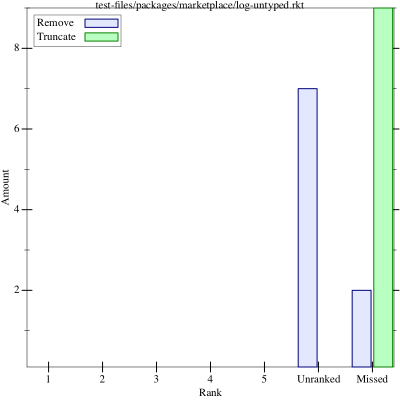 test-files/packages/marketplace/log-untyped.rkt
Remove
Truncate
8
6
4
2
Amount
1 2 3 4 5 Unranked Missed
Rank